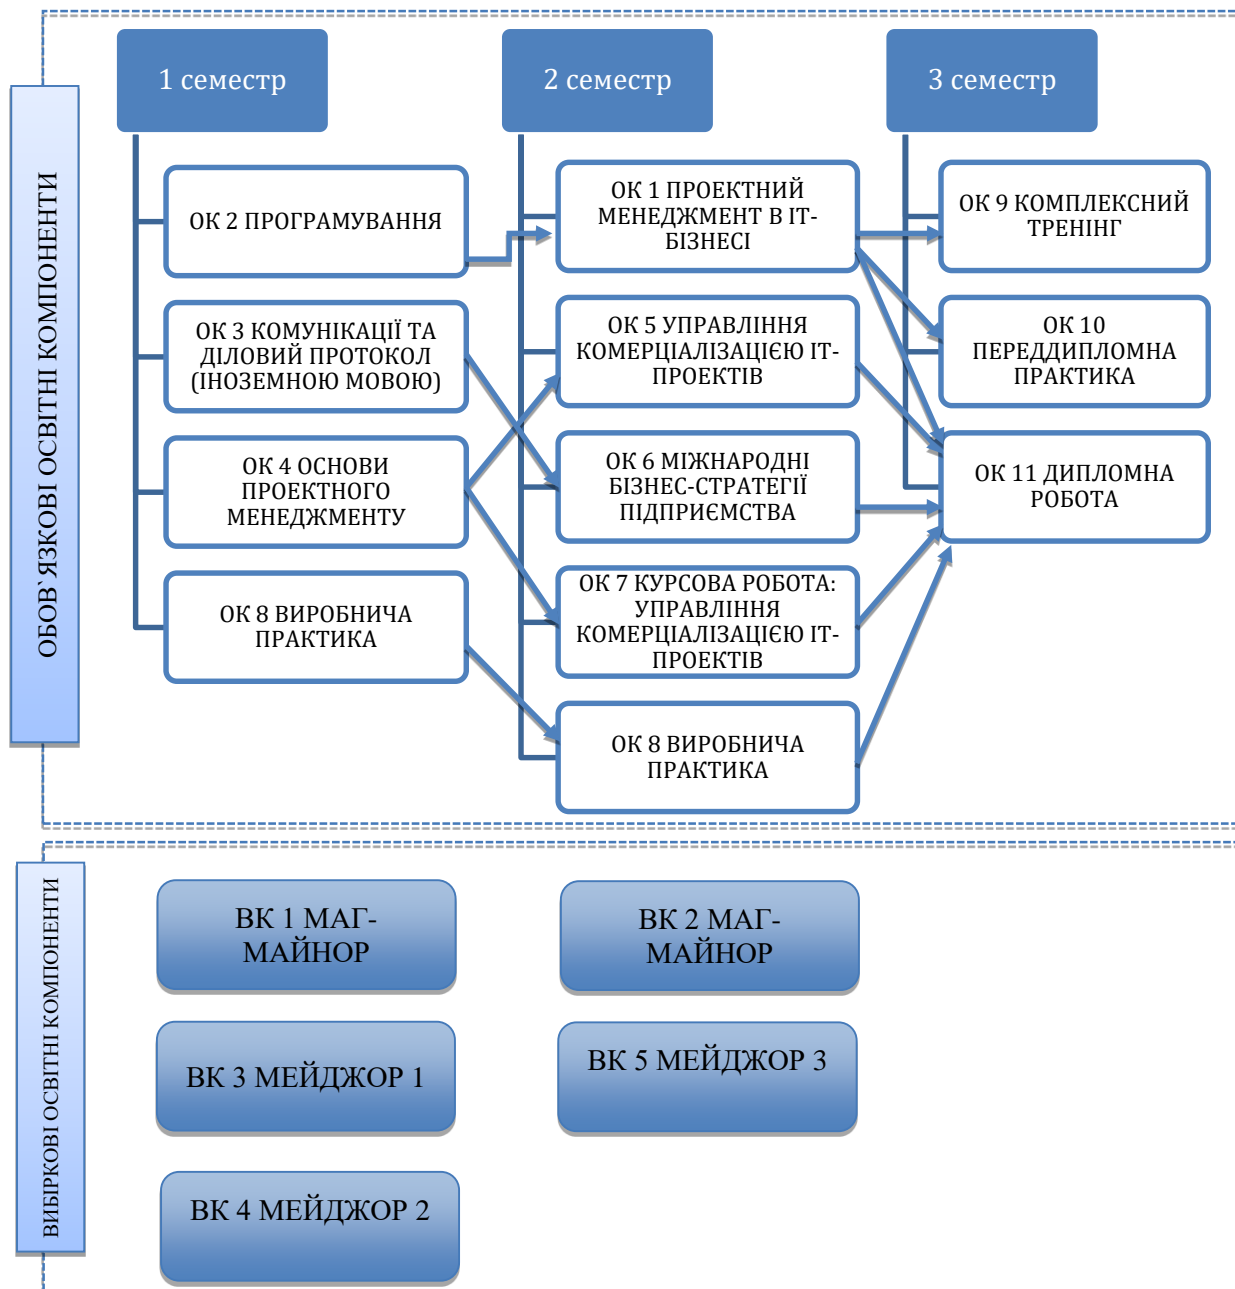 ОБОВ`ЯЗКОВІ ОСВІТНІ КОМПОНЕНТИ
1 семестр
ОК 2 ПРОГРАМУВАННЯ
ОК 3 КОМУНІКАЦІЇ ТА
ДІЛОВИЙ ПРОТОКОЛ
(ІНОЗЕМНОЮ МОВОЮ)
ОК 4 ОСНОВИ
ПРОЕКТНОГО
МЕНЕДЖМЕНТУ
ОК 8 ВИРОБНИЧА
ПРАКТИКА
2 семестр
ОК 1 ПРОЕКТНИЙ
МЕНЕДЖМЕНТ В ІТ-
БІЗНЕСІ
ОК 5 УПРАВЛІННЯ
КОМЕРЦІАЛІЗАЦІЄЮ ІТ-
ПРОЕКТІВ
ОК 6 МІЖНАРОДНІ
БІЗНЕС-СТРАТЕГІЇ
ПІДПРИЄМСТВА
ОК 7 КУРСОВА РОБОТА:
УПРАВЛІННЯ
КОМЕРЦІАЛІЗАЦІЄЮ ІТ-
ПРОЕКТІВ
ОК 8 ВИРОБНИЧА
ПРАКТИКА
3 семестр
ОК 9 КОМПЛЕКСНИЙ
ТРЕНІНГ
ОК 10
ПЕРЕДДИПЛОМНА
ПРАКТИКА
ОК 11 ДИПЛОМНА
РОБОТА
ВИБІРКОВІ ОСВІТНІ КОМПОНЕНТИ
ВК 1 МАГ-
МАЙНОР
ВК 2 МАГ-
МАЙНОР
ВК 3 МЕЙДЖОР 1
ВК 5 МЕЙДЖОР 3
ВК 4 МЕЙДЖОР 2